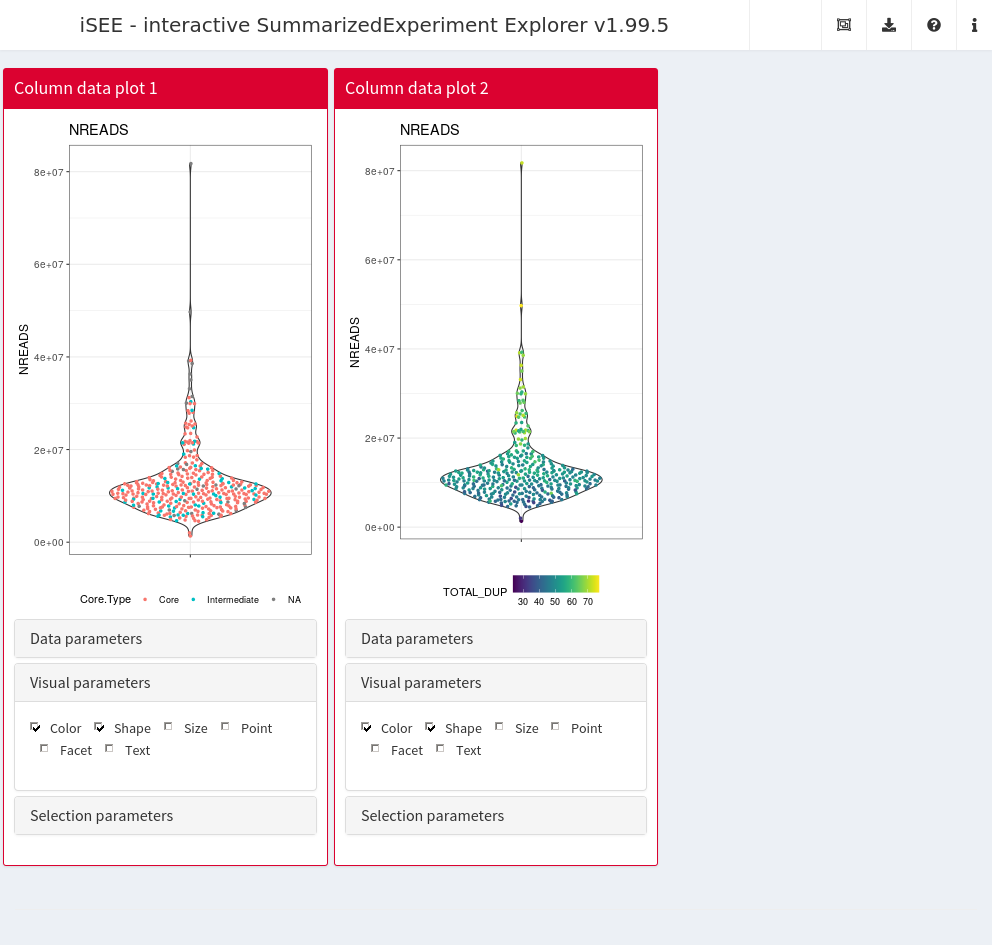 iSEE - interactive SummarizedExperiment Explorer v1.99.5
Column data plot 1
NREADS
8e+07
6e+07
4e+07
2e+07
0e+00
NREADS
Core.Type Core Intermediate NA
Data parameters
Visual parameters
Color Shape Size Point
Facet Text
Selection parameters
Column data plot 2
NREADS
8e+07
6e+07
4e+07
2e+07
0e+00
NREADS
TOTAL_DUP
30 40 50 60 70
Data parameters
Visual parameters
Color Shape Size Point
Facet Text
Selection parameters